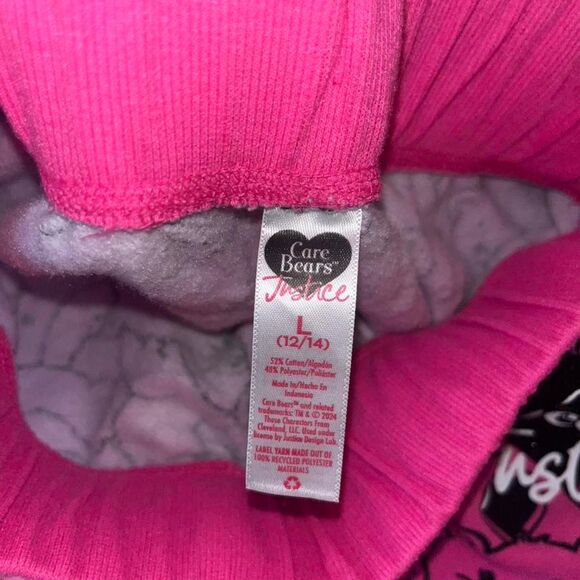 Care
Bears™
Justice
L
(12/14)
52% Cotton/Algodón
48% Polyester/Poliéster
Made in/Hecho En
Indonesia
Care Bears™ and related
trademarks: TM & © 2024
Those Characters From
Cleveland, LLC. Used under
license by Justice Design Lab
LABEL YARN MADE OUT OF
100% RECYCLED POLYESTER
MATERIALS